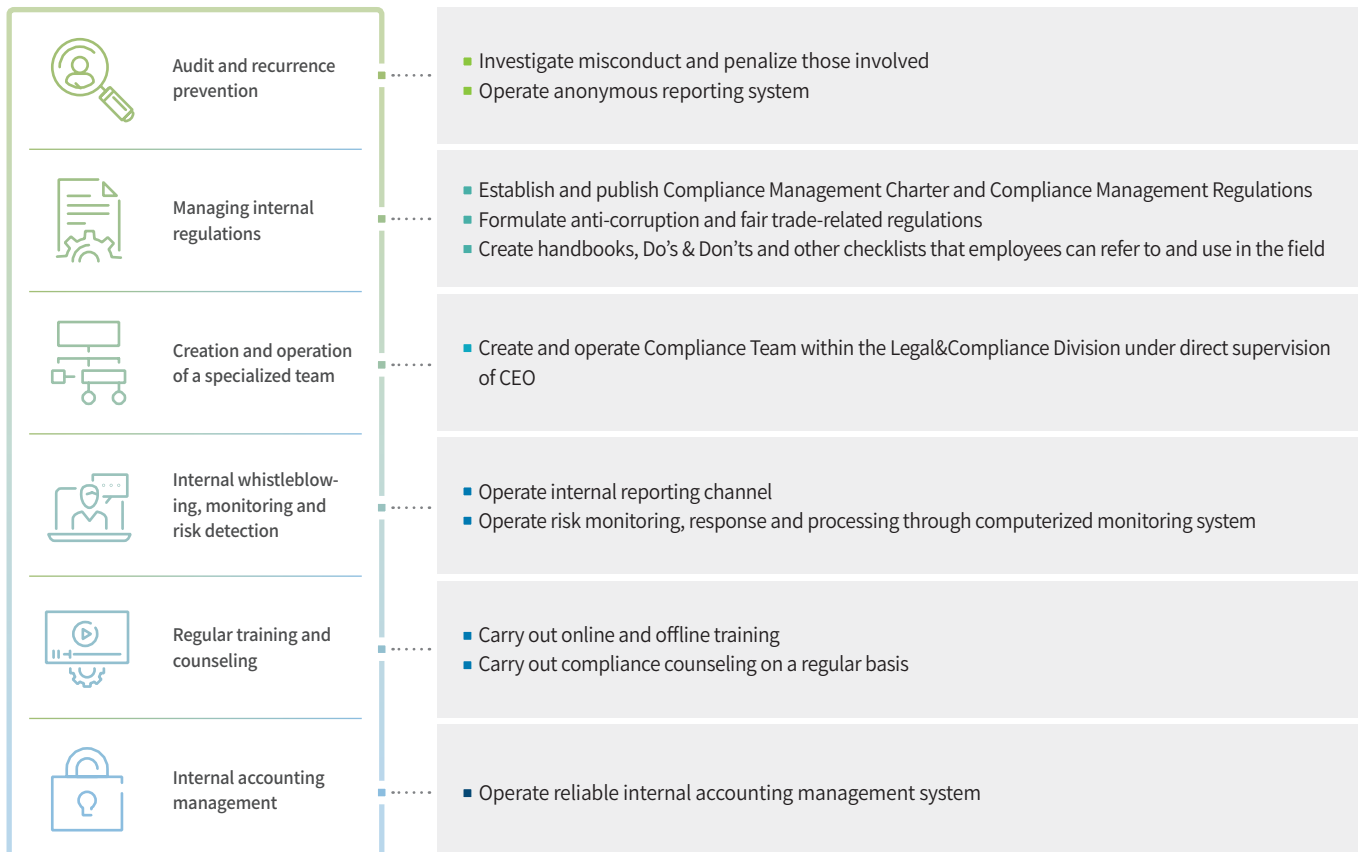 Audit and recurrence
prevention
Investigate misconduct and penalize those involved
Operate anonymous reporting system
Managing internal
regulations
Establish and publish Compliance Management Charter and Compliance Management Regulations
Formulate anti-corruption and fair trade-related regulations
Create handbooks, Do’s & Don’ts and other checklists that employees can refer to and use in the field
Creation and operation
of a specialized team
Create and operate Compliance Team within the Legal&Compliance Division under direct supervision
of CEO
Internal whistleblow-
ing, monitoring and
risk detection
Operate internal reporting channel
Operate risk monitoring, response and processing through computerized monitoring system
Regular training and
counseling
Carry out online and offline training
Carry out compliance counseling on a regular basis
Internal accounting
management
Operate reliable internal accounting management system